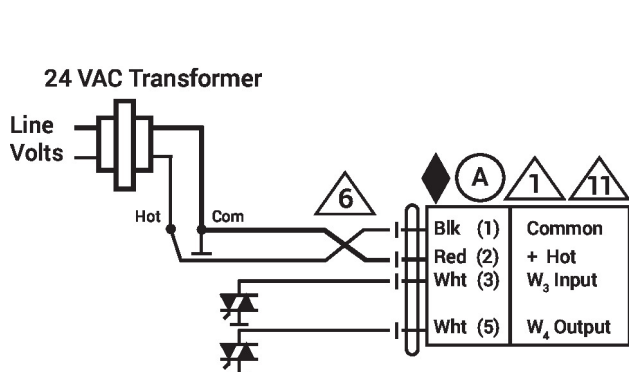 24 VAC Transformer
Line
Volts
Hot
Com
6
A
1
11
Blk (1) Common
Red (2) + Hot
Wht (3) W₃ Input
Wht (5) W₄ Output